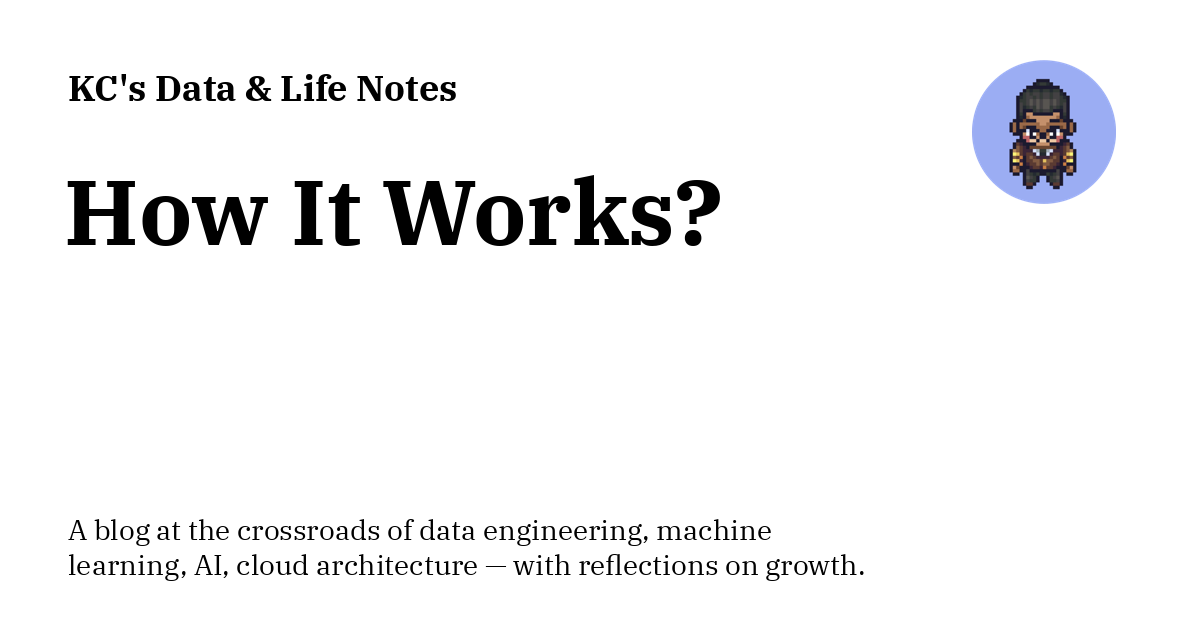 KC's Data & Life Notes
How It Works?
A blog at the crossroads of data engineering, machine
learning, AI, cloud architecture — with reflections on growth.